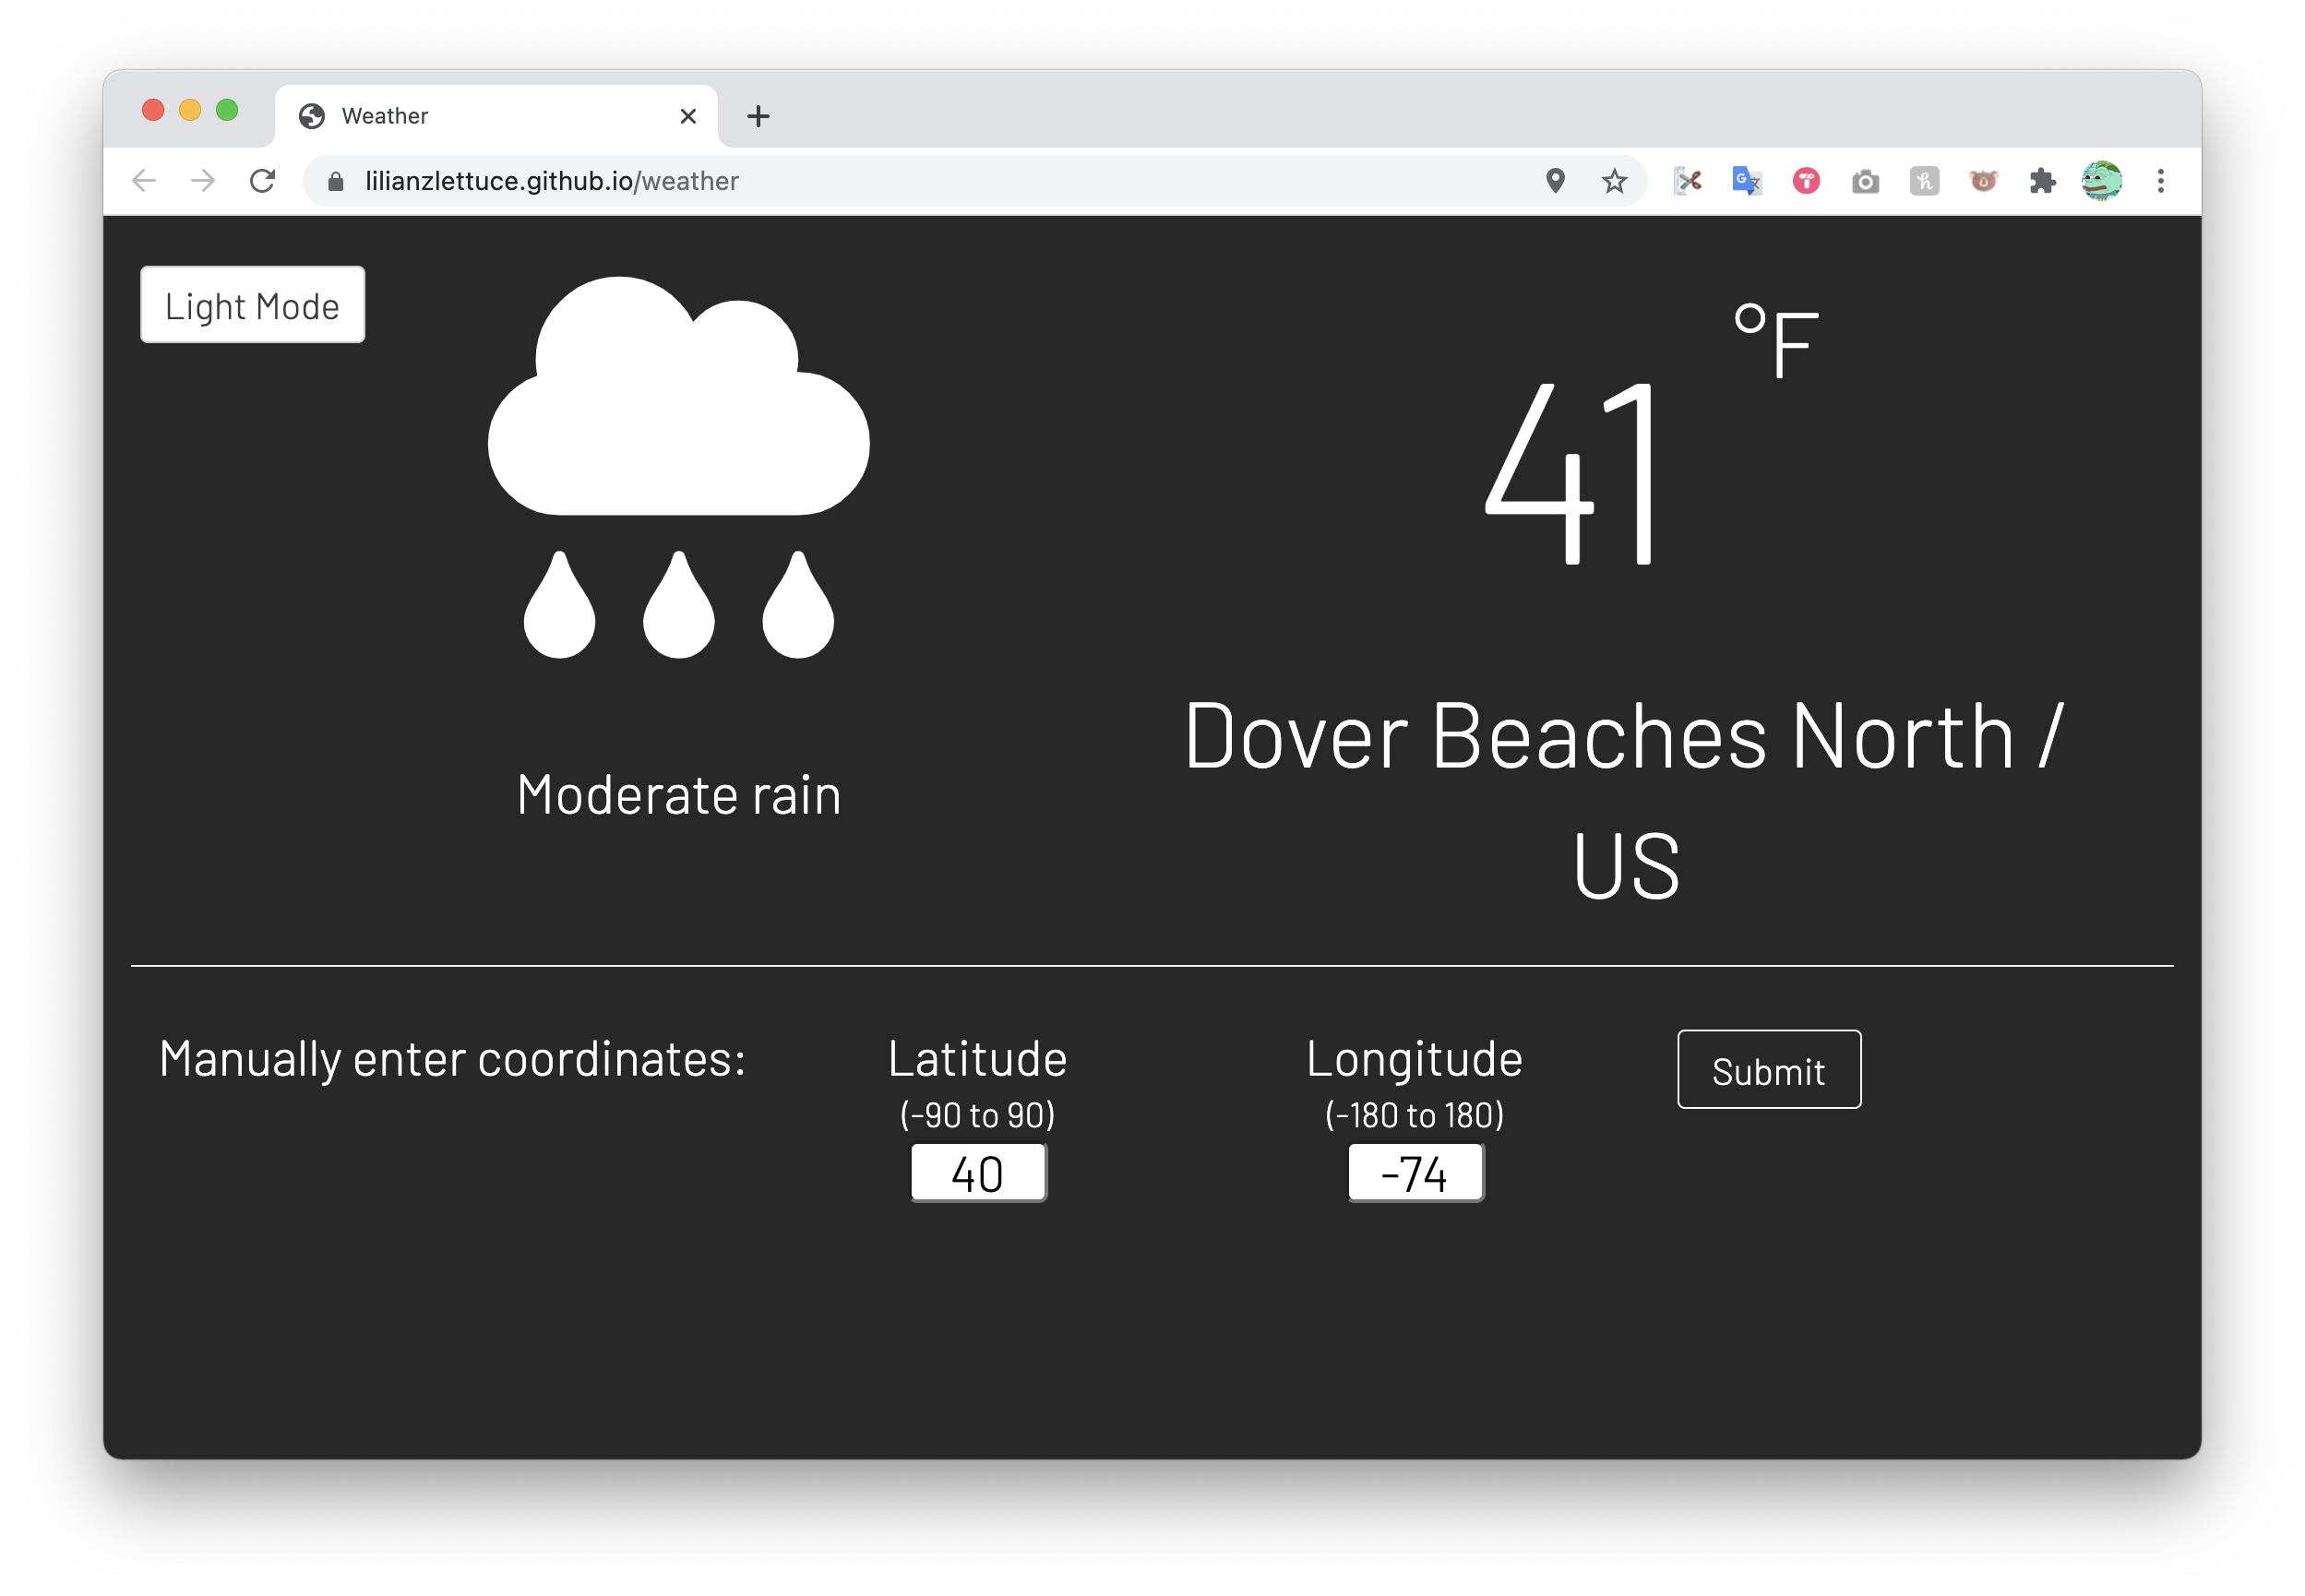 Weather
lilianzlettuce.github.io/weather
Light Mode
°F
41
Moderate rain
Dover Beaches North /
US
Manually enter coordinates:
Latitude
(-90 to 90)
40
Longitude
(-180 to 180)
-74
Submit